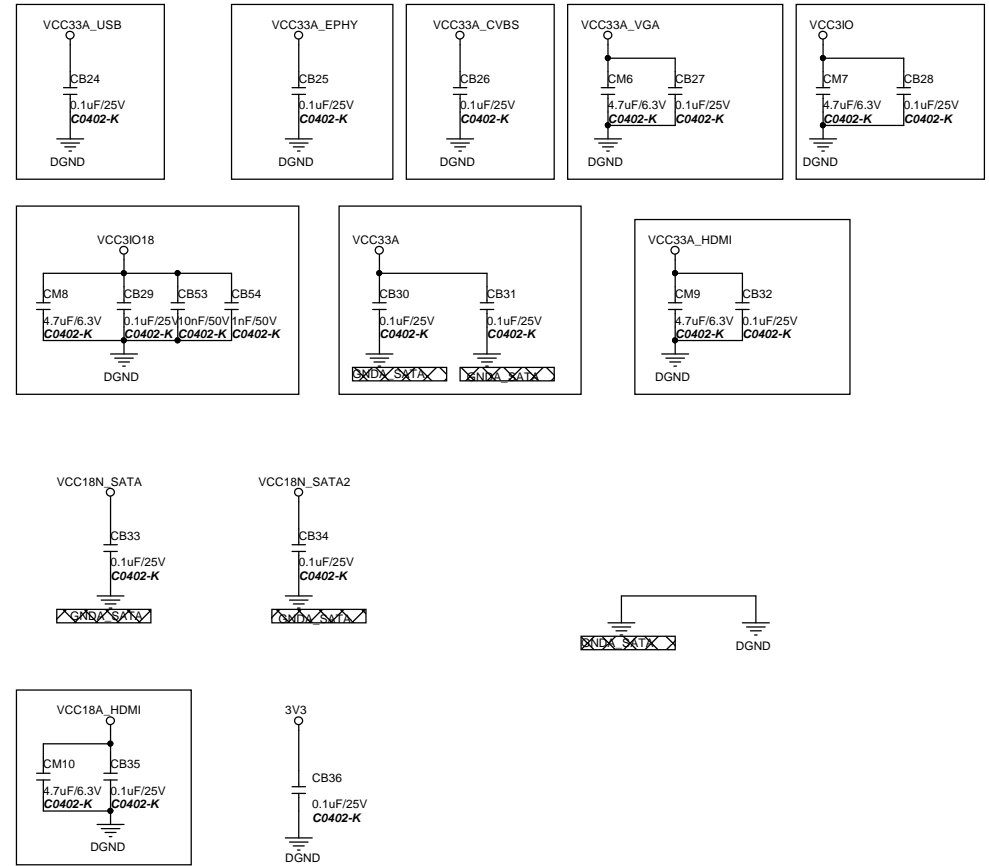 VCC33A_USB
CB24
0.1uF/25V
C0402-K
DGND
VCC33A_EPHY
CB25
0.1uF/25V
C0402-K
DGND
VCC33A_CVBS
CB26
0.1uF/25V
C0402-K
DGND
VCC33A_VGA
CM6 CB27
4.7uF/6.3V 0.1uF/25V
C0402-K C0402-K
DGND
VCC3IO
CM7 CB28
4.7uF/6.3V 0.1uF/25V
C0402-K C0402-K
DGND
VCC3IO18
CM8 CB29 CB53 CB54
4.7uF/6.3V 0.1uF/25V 10nF/50V 1nF/50V
C0402-K C0402-K C0402-K C0402-K
DGND
VCC33A
CB30 CB31
0.1uF/25V 0.1uF/25V
C0402-K C0402-K
GNDA_SATA GNDA_SATA
VCC33A_HDMI
CM9 CB32
4.7uF/6.3V 0.1uF/25V
C0402-K C0402-K
DGND
VCC18N_SATA
CB33
0.1uF/25V
C0402-K
GNDA_SATA
VCC18N_SATA2
CB34
0.1uF/25V
C0402-K
GNDA_SATA
GNDA_SATA DGND
VCC18A_HDMI
CM10 CB35
4.7uF/6.3V 0.1uF/25V
C0402-K C0402-K
DGND
3V3
CB36
0.1uF/25V
C0402-K
DGND